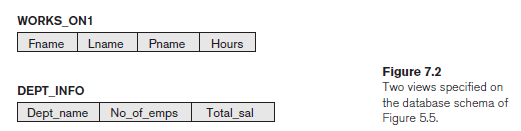 WORKS_ON1
Fname Lname Pname Hours
DEPT_INFO
Dept_name No_of_emps Total_sal
Figure 7.2
Two views specified on
the database schema of
Figure 5.5.